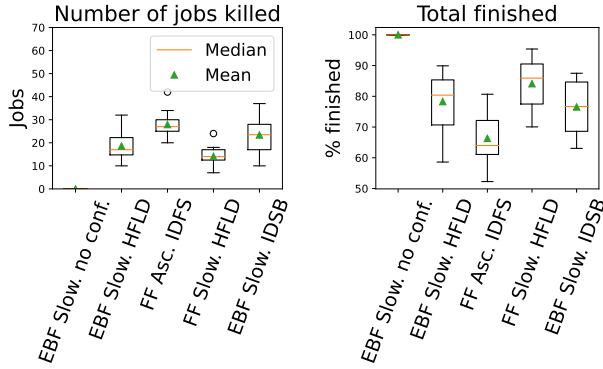 Number of jobs killed
Jobs
70
60
50
40
30
20
10
0
Median
Mean
EBF Slow. no conf.
EBF Slow. HFLD
FF Asc. IDFS
FF Slow. HFLD
EBF Slow. IDSB
Total finished
% finished
100
90
80
70
60
50
EBF Slow. no conf.
EBF Slow. HFLD
FF Asc. IDFS
FF Slow. HFLD
EBF Slow. IDSB